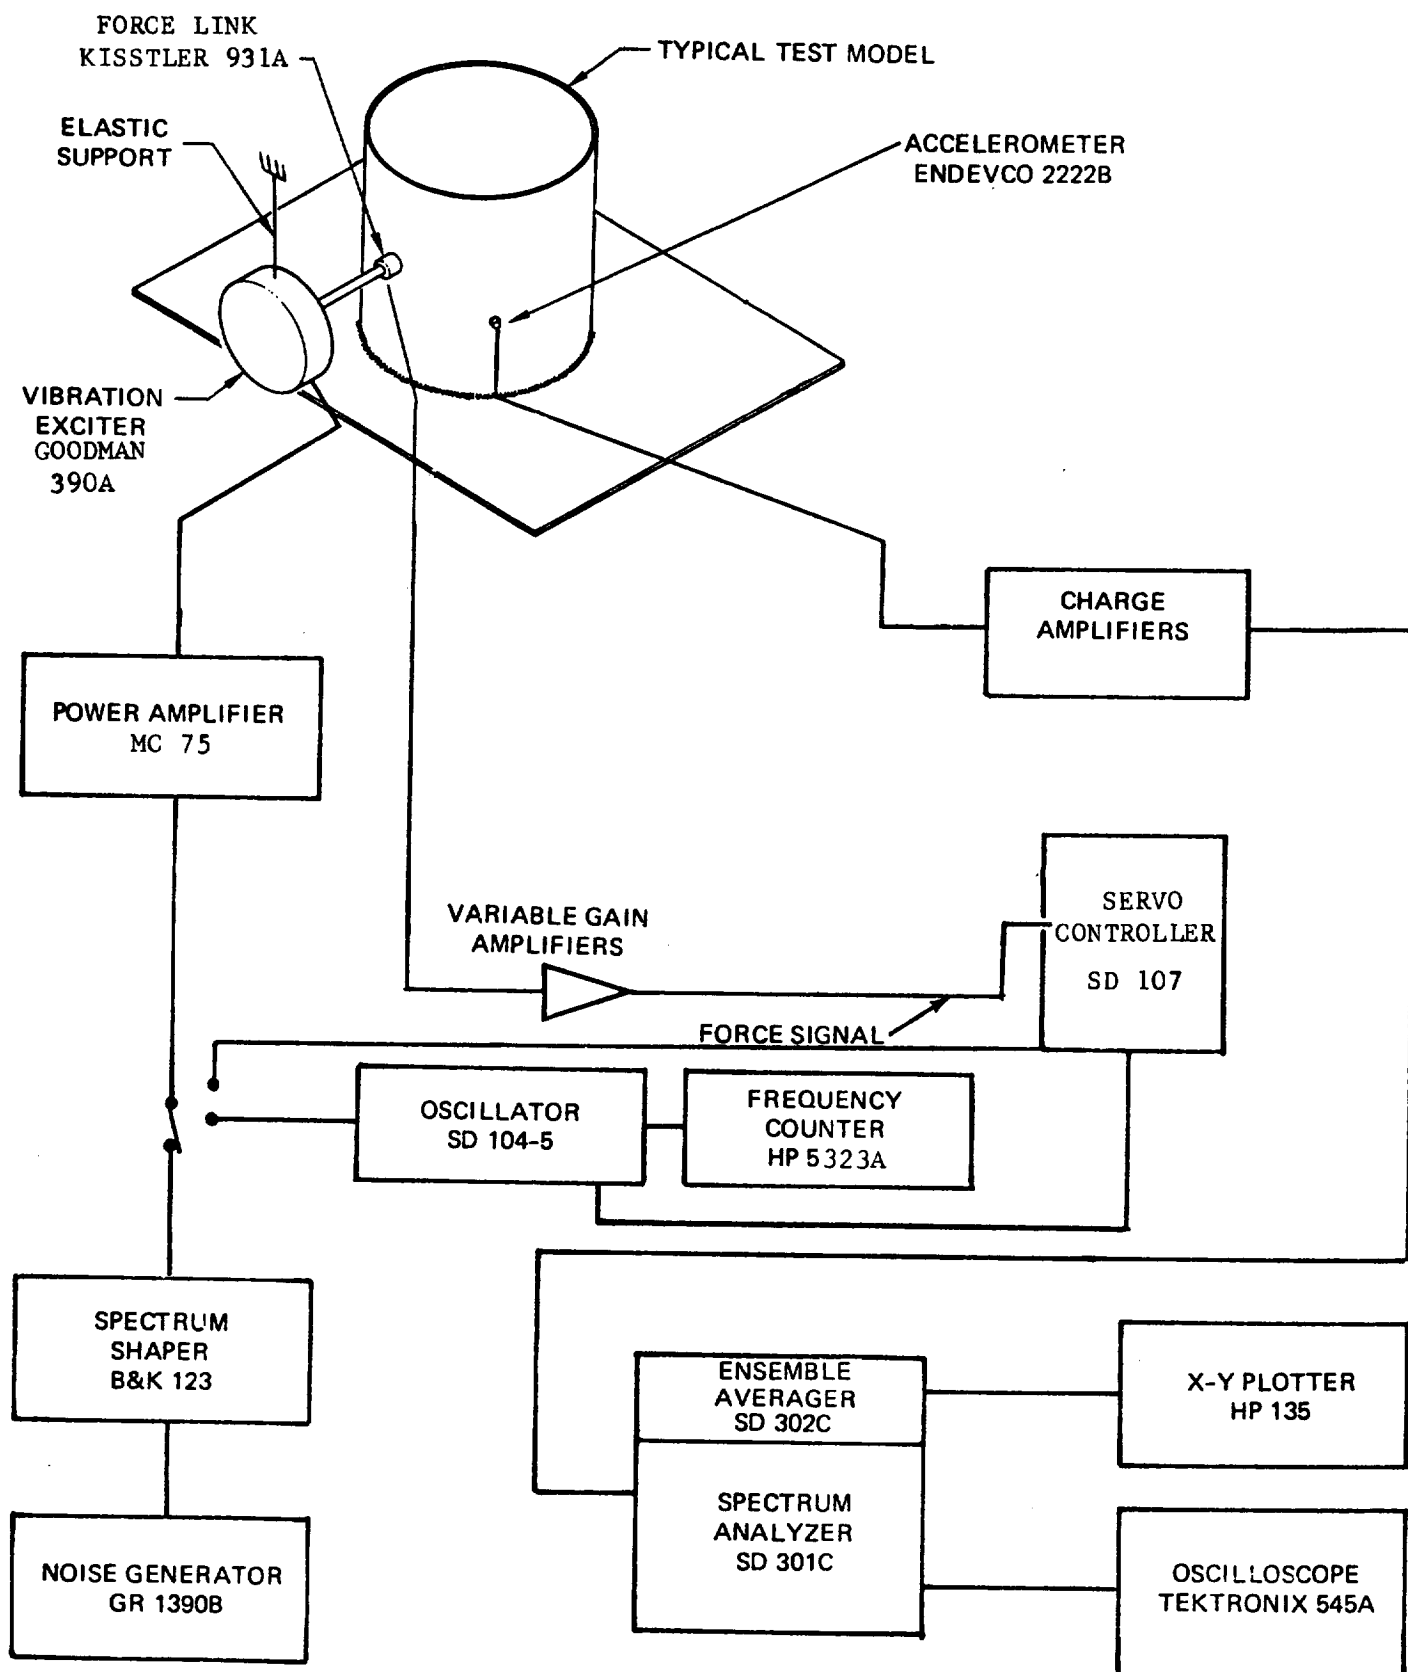 FORCE LINK
KISSTLER 931A
TYPICAL TEST MODEL
ELASTIC
SUPPORT
ACCELEROMETER
ENDEVCO 2222B
VIBRATION
EXCITER
GOODMAN
390A
CHARGE
AMPLIFIERS
POWER AMPLIFIER
MC 75
VARIABLE GAIN
AMPLIFIERS
SERVO
CONTROLLER
SD 107
FORCE SIGNAL
OSCILLATOR
SD 104-5
FREQUENCY
COUNTER
HP 5323A
SPECTRUM
SHAPER
B&K 123
ENSEMBLE
AVERAGER
SD 302C
X-Y PLOTTER
HP 135
SPECTRUM
ANALYZER
SD 301C
NOISE GENERATOR
GR 1390B
OSCILLOSCOPE
TEKTRONIX 545A